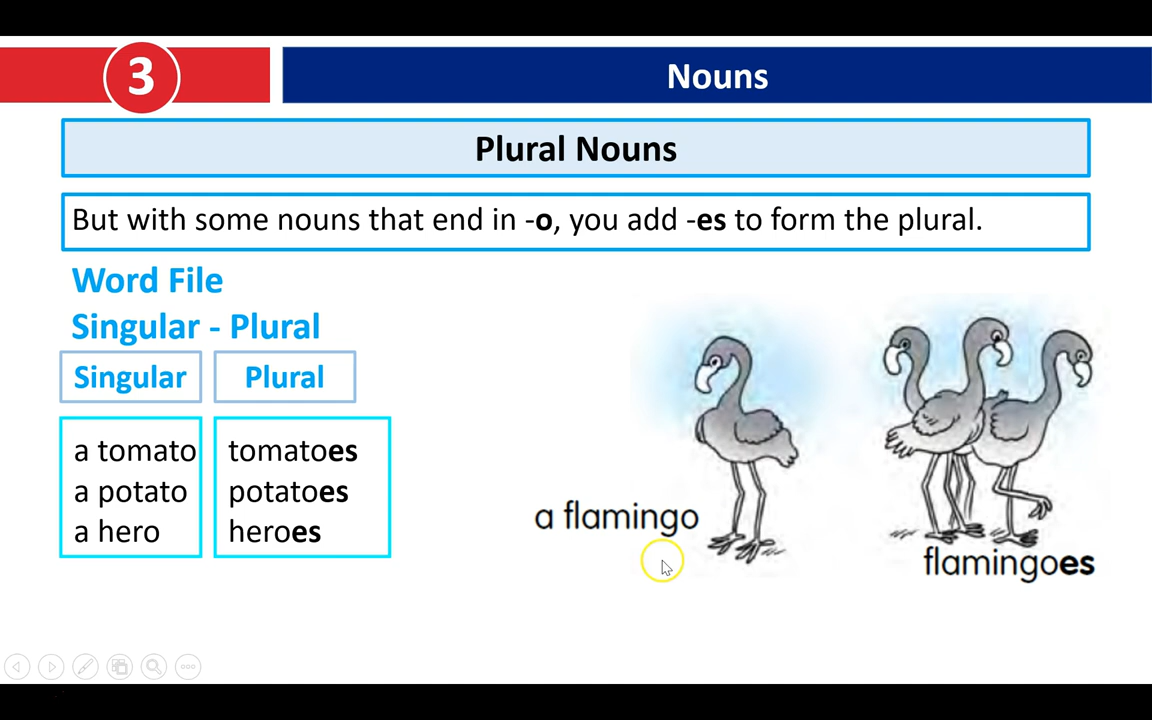 3
Nouns
Plural Nouns
But with some nouns that end in -o, you add -es to form the plural.
Word File
Singular - Plural
Singular
Plural
a tomato
a potato
a hero
tomatoes
potatoes
heroes
a flamingo
flamingoes